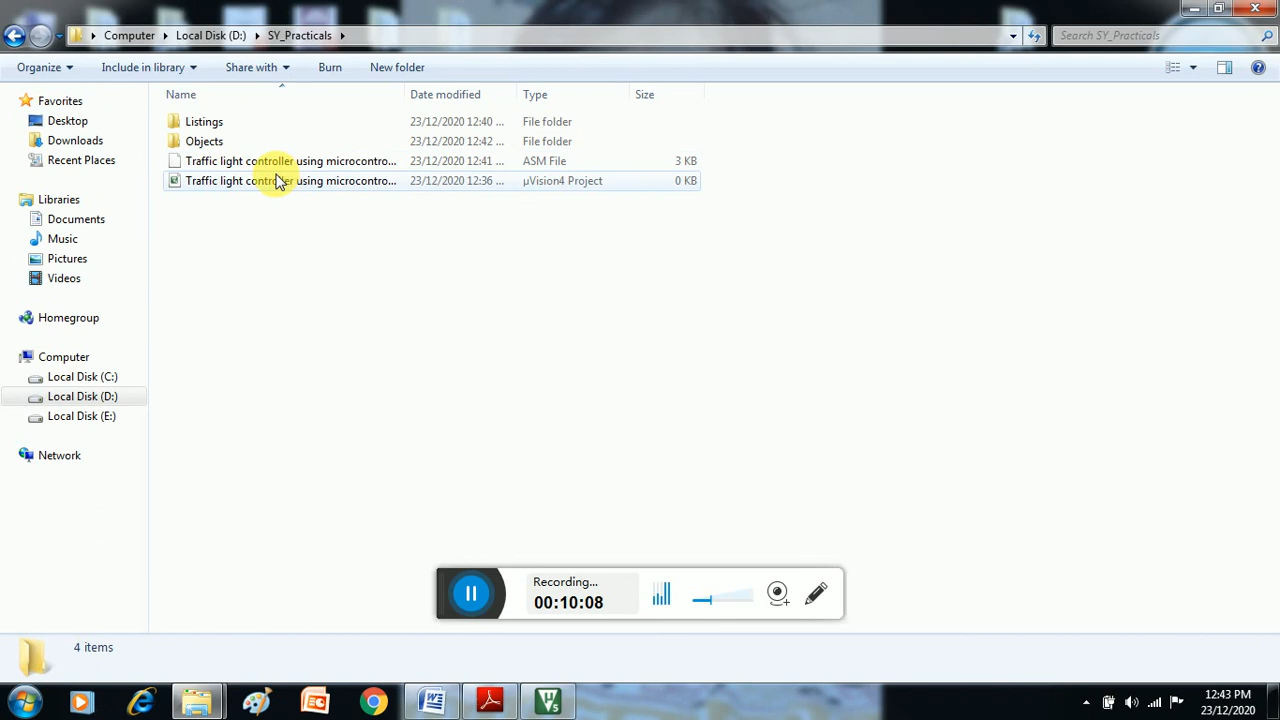 Computer Local Disk (D:) SY_Practicals Search SY_Practicals
Organize Include in library Share with Burn New folder
Name Date modified Type Size
Favorites
Desktop
Downloads
Recent Places
Libraries
Documents
Music
Pictures
Videos
Homegroup
Computer
Local Disk (C:)
Local Disk (D:)
Local Disk (E:)
Network
Listings 23/12/2020 12:40 ... File folder
Objects 23/12/2020 12:42 ... File folder
Traffic light controller using microcontro... 23/12/2020 12:41 ... ASM File 3 KB
Traffic light controller using microcontro... 23/12/2020 12:36 ... µVision4 Project 0 KB
Recording...
00:10:08
4 items
12:43 PM
23/12/2020